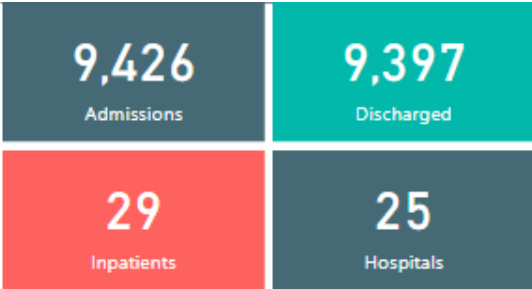 9,426
Admissions
9,397
Discharged
29
Inpatients
25
Hospitals